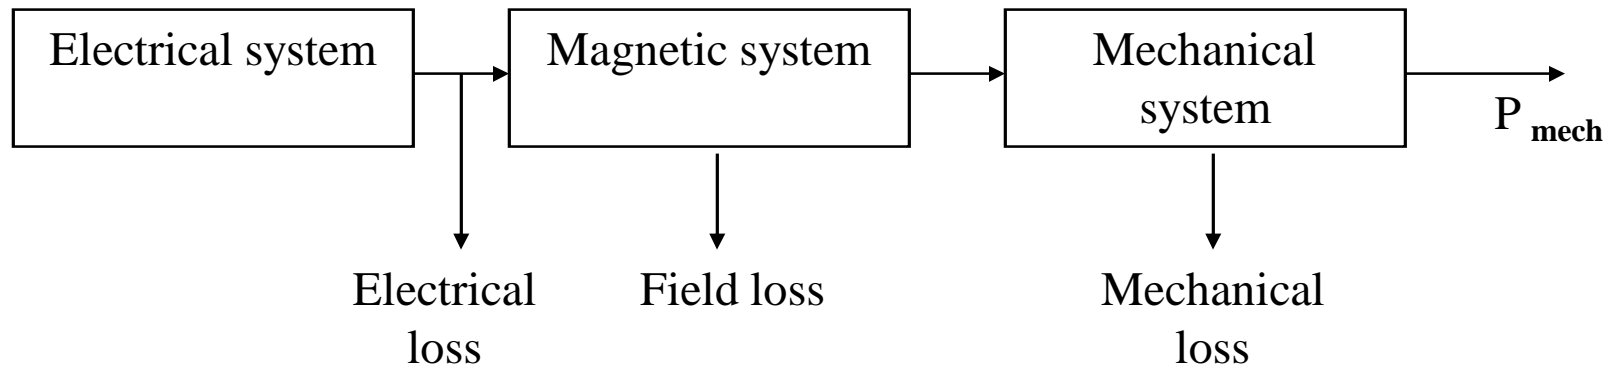 Electrical system
Magnetic system
Mechanical
system
P mech
Electrical
loss
Field loss
Mechanical
loss